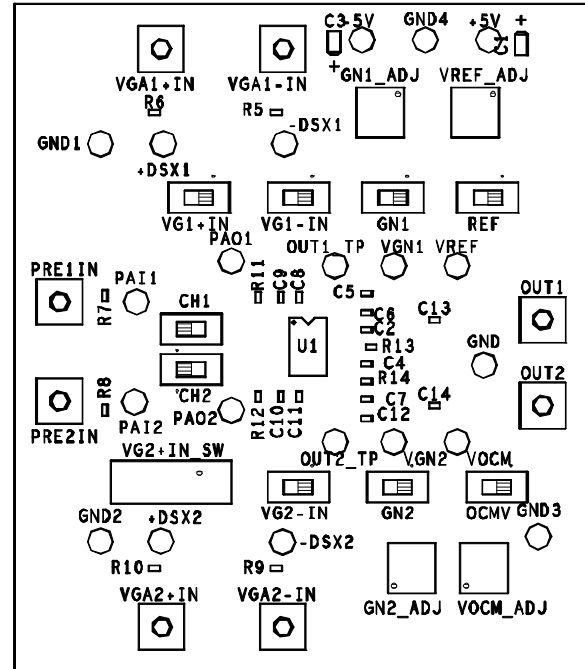 C3 -5V GND4 +5V +
C1
+
VGA1+IN VGA1-IN GN1_ADJ VREF_ADJ
R6 R5
-DSX1
GND1
+DSX1
VG1+IN VG1-IN GN1 REF
PAO1
OUT1_TP VGN1 VREF
R11 C9 C8
PRE1IN PAI1 C5 OUT1
R7
CH1 C6 C13
C2
U1 R13 GND
C4
CH2 R14
R8 OUT2
PAO2 R12 C10 C11 C7 C14
C12
PRE2IN PAI2
VG2+IN_SW OUT2_TP VGN2 VOCM
GND2 +DSX2 VG2-IN GN2 OCMV GND3
-DSX2
R10 R9
VGA2+IN VGA2-IN GN2_ADJ VOCM_ADJ